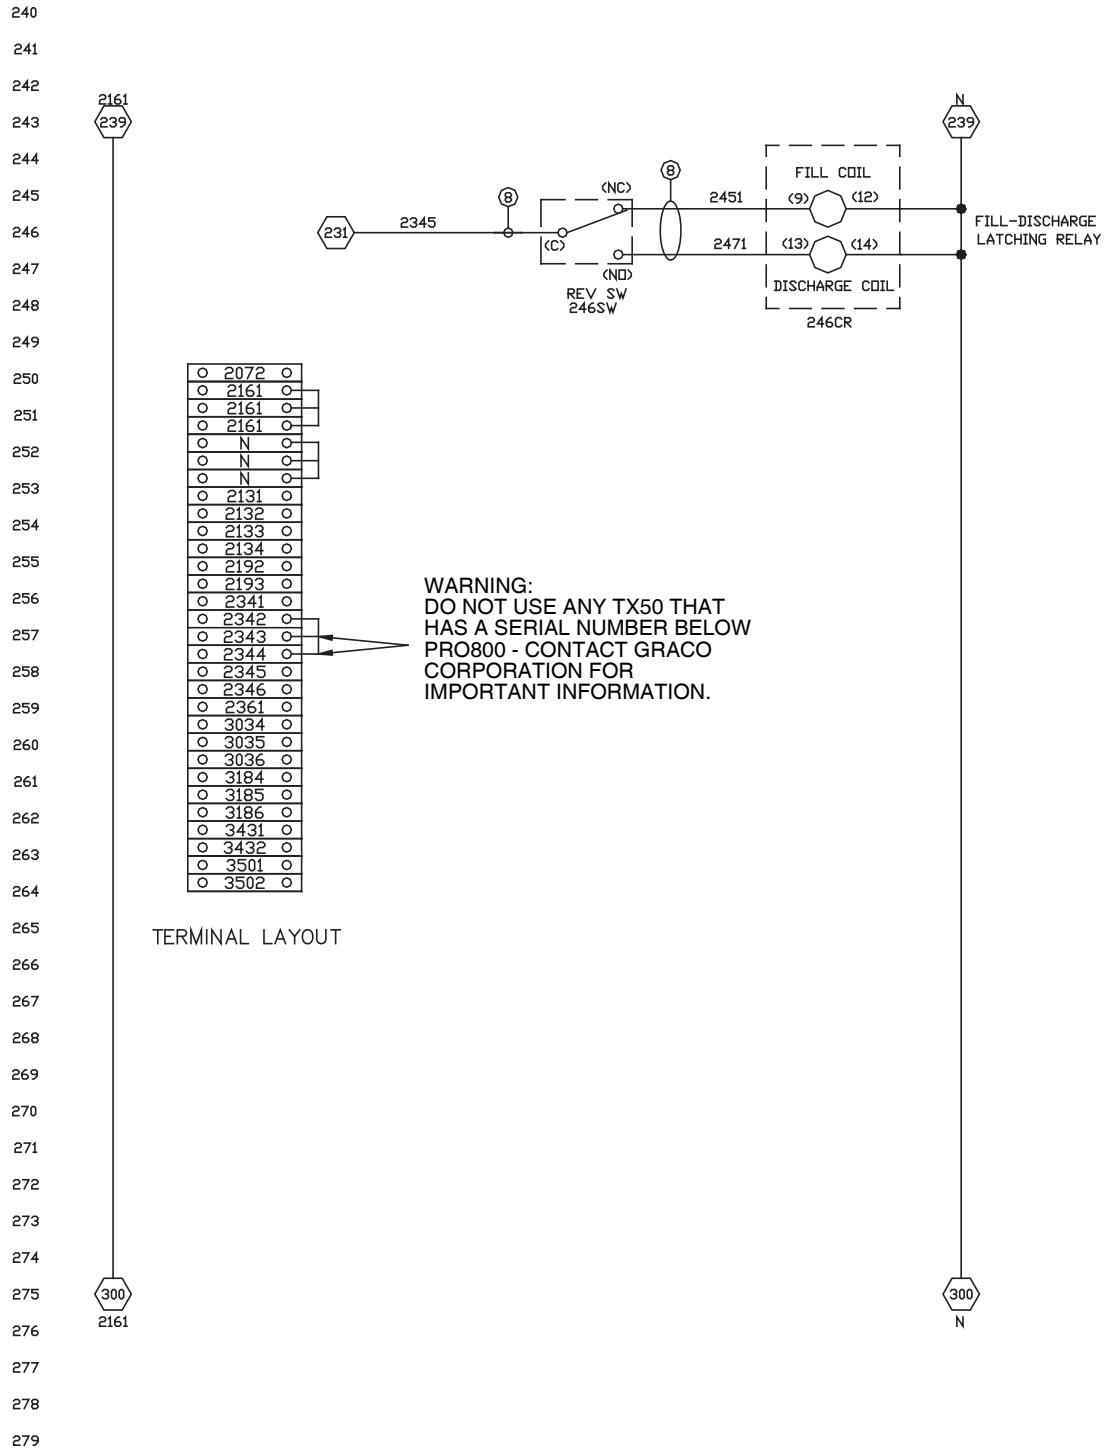 240
241
242
2161 N
243 239 239
244
FILL COIL
245 8 (NC) 8 2451 (9) (12)
FILL-DISCHARGE
246 231 2345 (C) 2471 (13) (14) LATCHING RELAY
247 (NO) DISCHARGE COIL
REV SW
248 246SW
246CR
249
250 2072
2161
251 2161
2161
252 N
N
253 N
2131
254 2132
2133
255 2134
2192
256 2193
2341
257 2342
2343
258 2344
2345
259 2346
2361
260 3034
3035
261 3036
3184
262 3185
3186
263 3431
3432
264 3501
3502
WARNING:
DO NOT USE ANY TX50 THAT
HAS A SERIAL NUMBER BELOW
PRO800 - CONTACT GRACO
CORPORATION FOR
IMPORTANT INFORMATION.
265
TERMINAL LAYOUT
266
267
268
269
270
271
272
273
274
275 300 300
2161 N
276
277
278
279